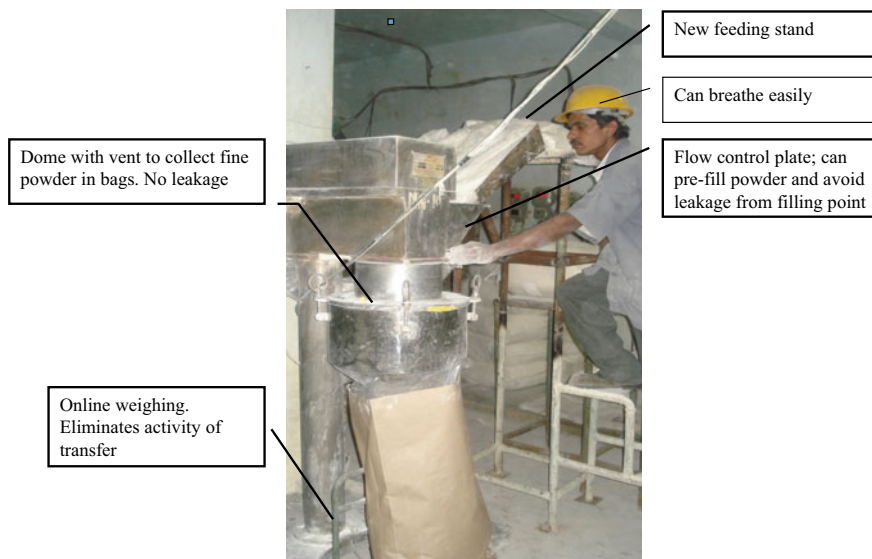 New feeding stand
Can breathe easily
Dome with vent to collect fine
powder in bags. No leakage
Flow control plate; can
pre-fill powder and avoid
leakage from filling point
Online weighing.
Eliminates activity of
transfer